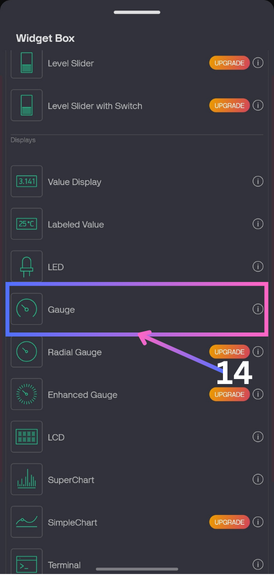 Widget Box
Level Slider UPGRADE
Level Slider with Switch UPGRADE
Displays
3.141 Value Display
25°C Labeled Value
LED
Gauge
Radial Gauge UPGRADE
14
Enhanced Gauge UPGRADE
LCD
SuperChart
SimpleChart UPGRADE
>_ Terminal